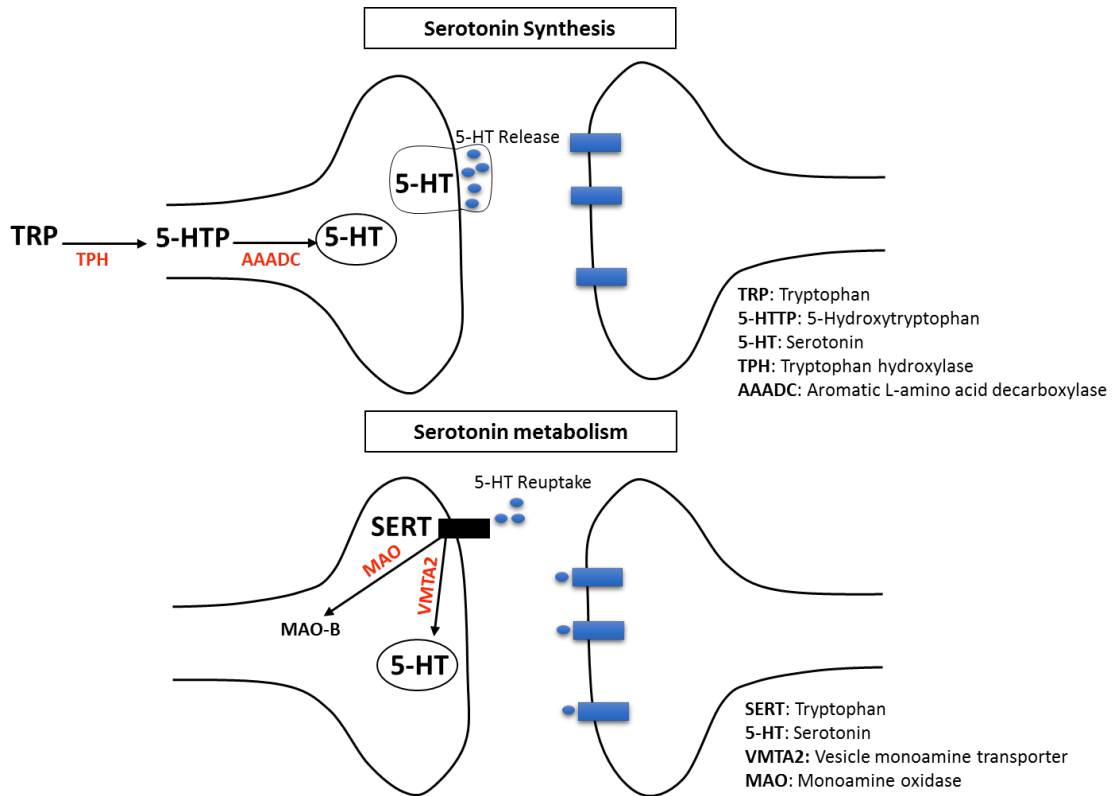 Serotonin Synthesis
5-HT Release
5-HT
TRP
TPH
5-HTP
AAADC
5-HT
TRP: Tryptophan
5-HTTP: 5-Hydroxytryptophan
5-HT: Serotonin
TPH: Tryptophan hydroxylase
AAADC: Aromatic L-amino acid decarboxylase
Serotonin metabolism
5-HT Reuptake
SERT
MAO
VMTA2
MAO-B
5-HT
SERT: Tryptophan
5-HT: Serotonin
VMTA2: Vesicle monoamine transporter
MAO: Monoamine oxidase